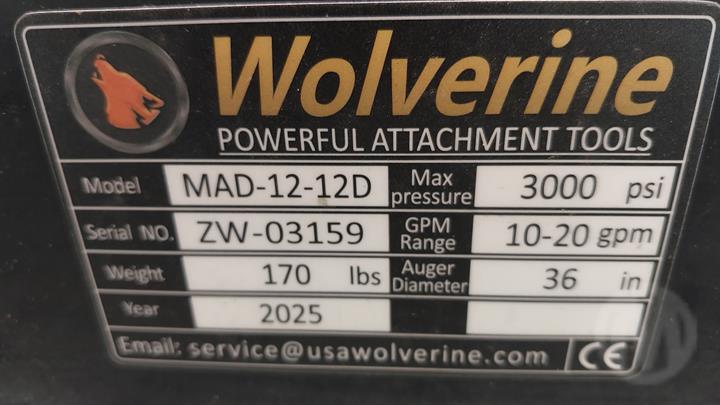 Wolverine
POWERFUL ATTACHMENT TOOLS
Model MAD-12-12D Max pressure 3000 psi
Serial NO. ZW-03159 GPM Range 10-20 gpm
Weight 170 lbs Auger Diameter 36 in
Year 2025
Email: service@usawolverine.com CE